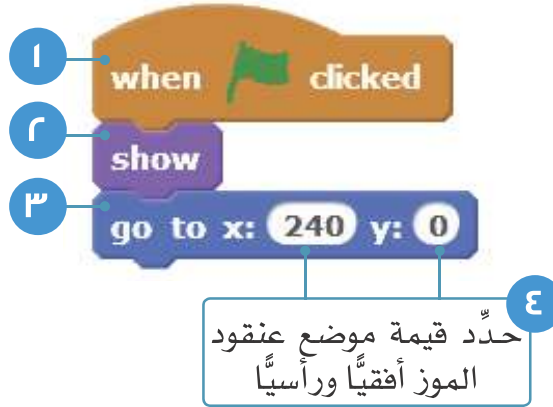 ١
when clicked
٢
show
٣
go to x: 240 y: 0
٤
حدِّد قيمة موضع عنقود
الموز أفقيًّا ورأسيًّا